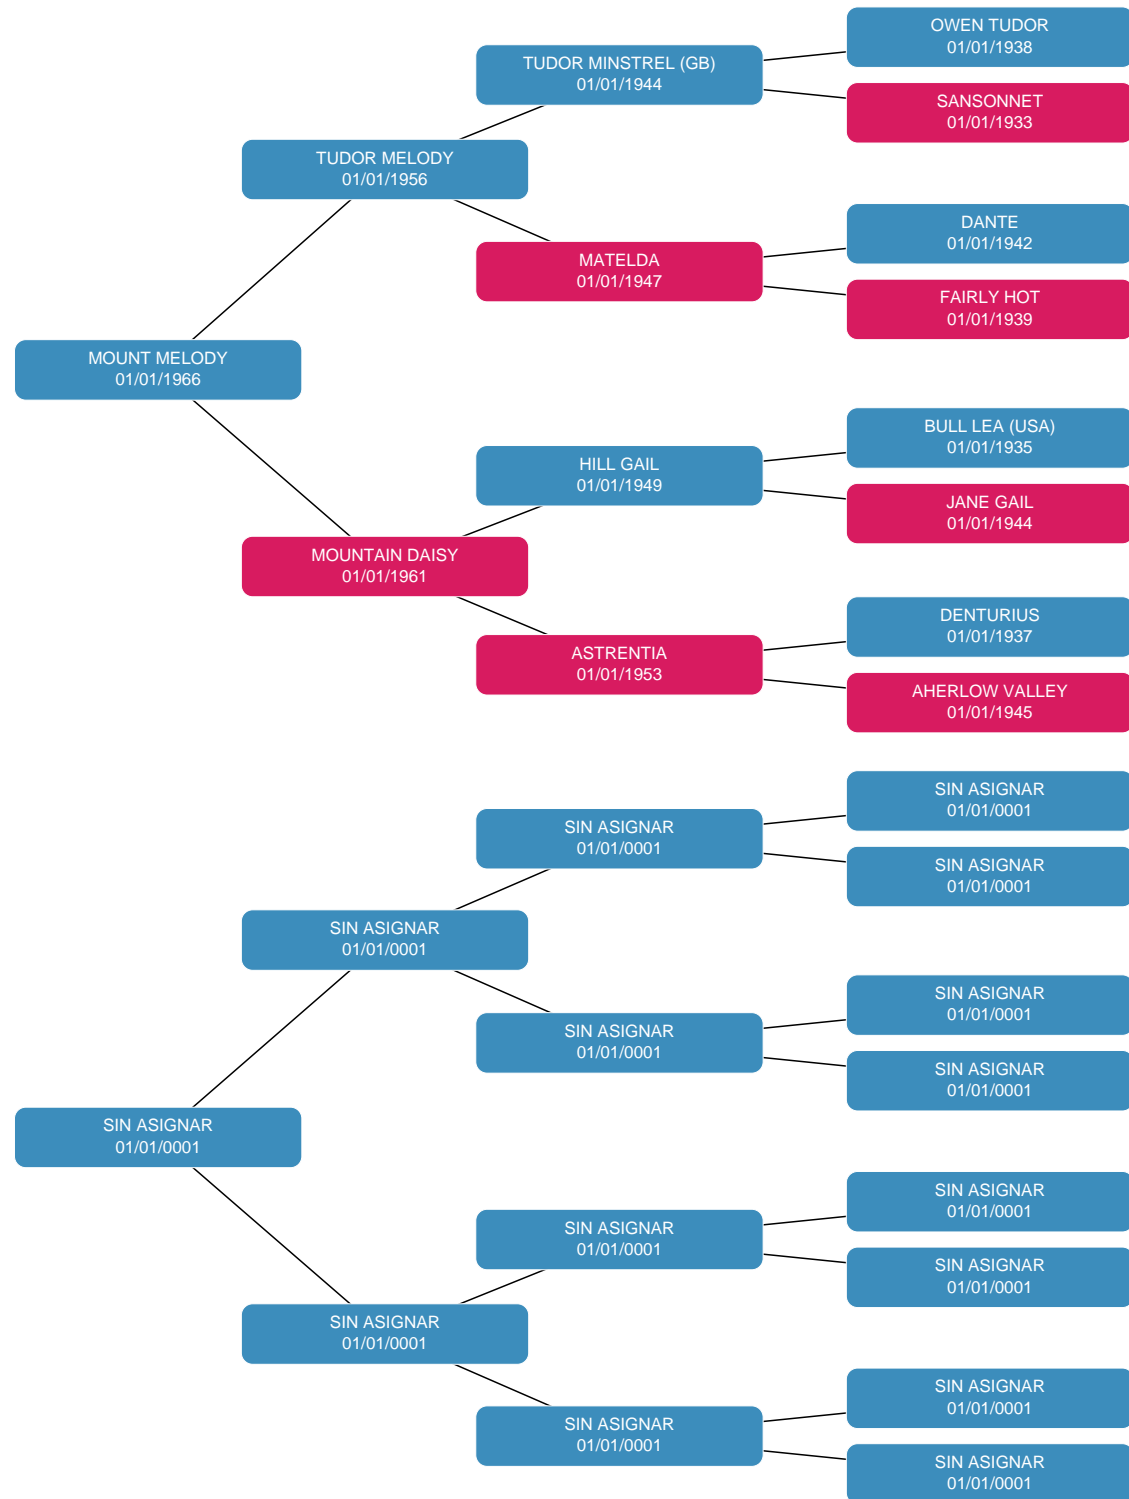 OWEN TUDOR
01/01/1938
TUDOR MINSTREL (GB)
01/01/1944
SANSONNET
01/01/1933
TUDOR MELODY
01/01/1956
DANTE
01/01/1942
MATELDA
01/01/1947
FAIRLY HOT
01/01/1939
MOUNT MELODY
01/01/1966
BULL LEA (USA)
01/01/1935
HILL GAIL
01/01/1949
JANE GAIL
01/01/1944
MOUNTAIN DAISY
01/01/1961
DENTURIUS
01/01/1937
ASTRENTIA
01/01/1953
AHERLOW VALLEY
01/01/1945
SIN ASIGNAR
01/01/0001
SIN ASIGNAR
01/01/0001
SIN ASIGNAR
01/01/0001
SIN ASIGNAR
01/01/0001
SIN ASIGNAR
01/01/0001
SIN ASIGNAR
01/01/0001
SIN ASIGNAR
01/01/0001
SIN ASIGNAR
01/01/0001
SIN ASIGNAR
01/01/0001
SIN ASIGNAR
01/01/0001
SIN ASIGNAR
01/01/0001
SIN ASIGNAR
01/01/0001
SIN ASIGNAR
01/01/0001
SIN ASIGNAR
01/01/0001
SIN ASIGNAR
01/01/0001